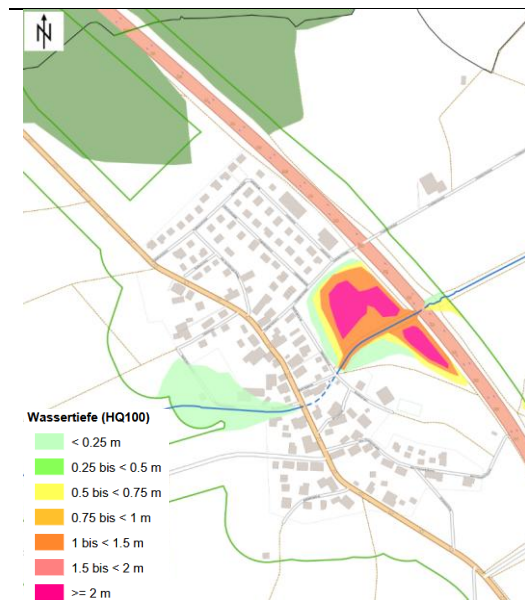 N
Wassertiefe (HQ100)
< 0.25 m
0.25 bis < 0.5 m
0.5 bis < 0.75 m
0.75 bis < 1 m
1 bis < 1.5 m
1.5 bis < 2 m
>= 2 m